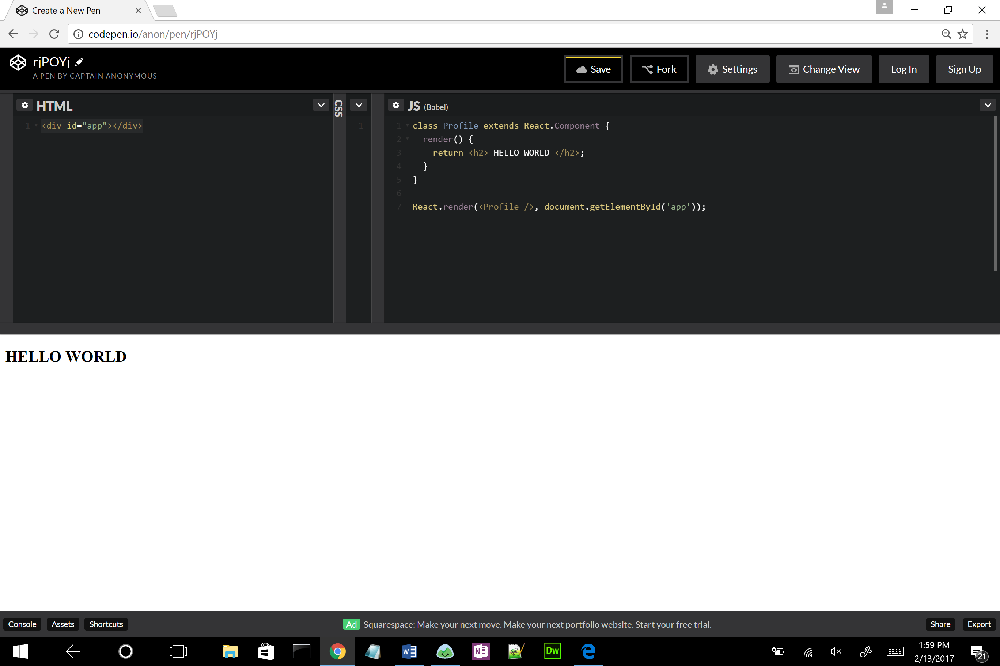 Create a New Pen
codepen.io/anon/pen/rjPOYj
rjPOYj
A PEN BY CAPTAIN ANONYMOUS
Save
Fork
Settings
Change View
Log In
Sign Up
HTML
1 <div id="app"></div>
CSS
1
JS (Babel)
1 class Profile extends React.Component {
2 render() {
3 return <h2> HELLO WORLD </h2>;
4 }
5 }
6
7 React.render(<Profile />, document.getElementById('app'));
HELLO WORLD
Console
Assets
Shortcuts
Ad Squarespace: Make your next move. Make your next portfolio website. Start your free trial.
Share
Export
W
N
Dw
1:59 PM
2/13/2017
21